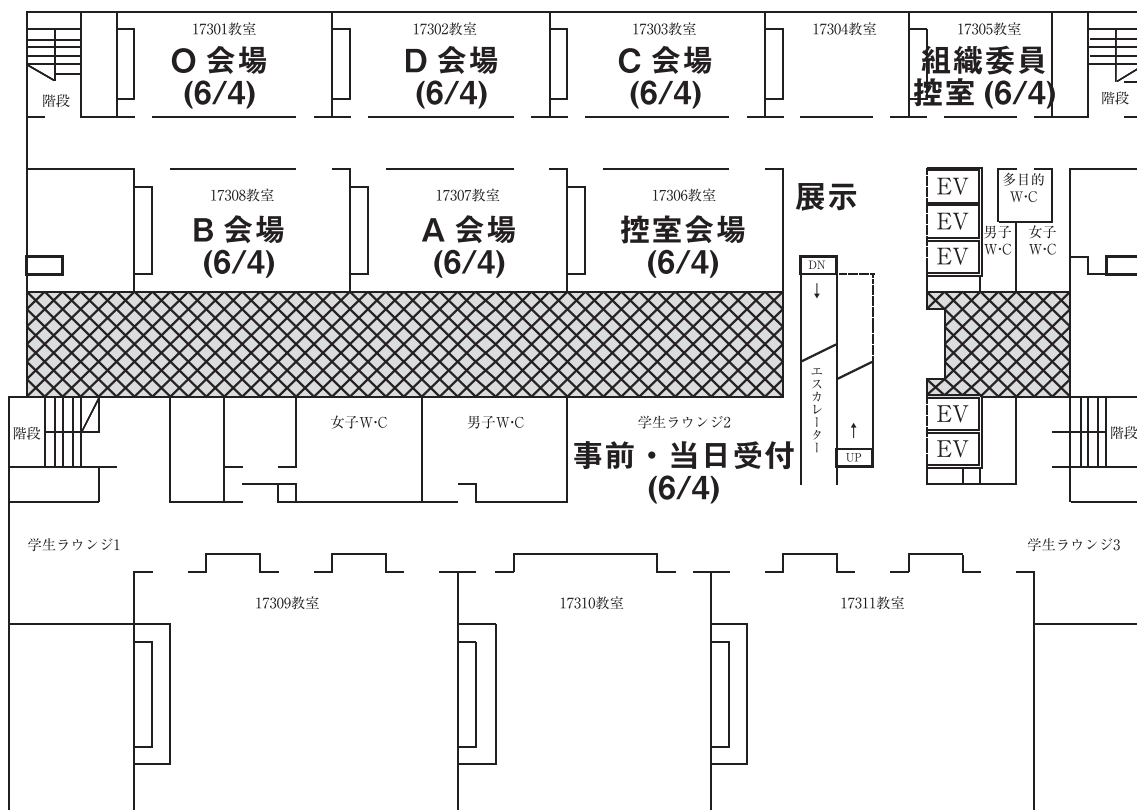 17301教室
O 会場
(6/4)
17302教室
D 会場
(6/4)
17303教室
C 会場
(6/4)
17304教室
17305教室
組織委員
控室 (6/4)
階段
階段
17308教室
B 会場
(6/4)
17307教室
A 会場
(6/4)
17306教室
控室会場
(6/4)
展示
EV
EV
EV
多目的
W·C
男子
W·C
女子
W·C
DN
エスカレーター
UP
階段
女子W·C
男子W·C
学生ラウンジ2
事前・当日受付
(6/4)
EV
EV
階段
学生ラウンジ1
学生ラウンジ3
17309教室
17310教室
17311教室